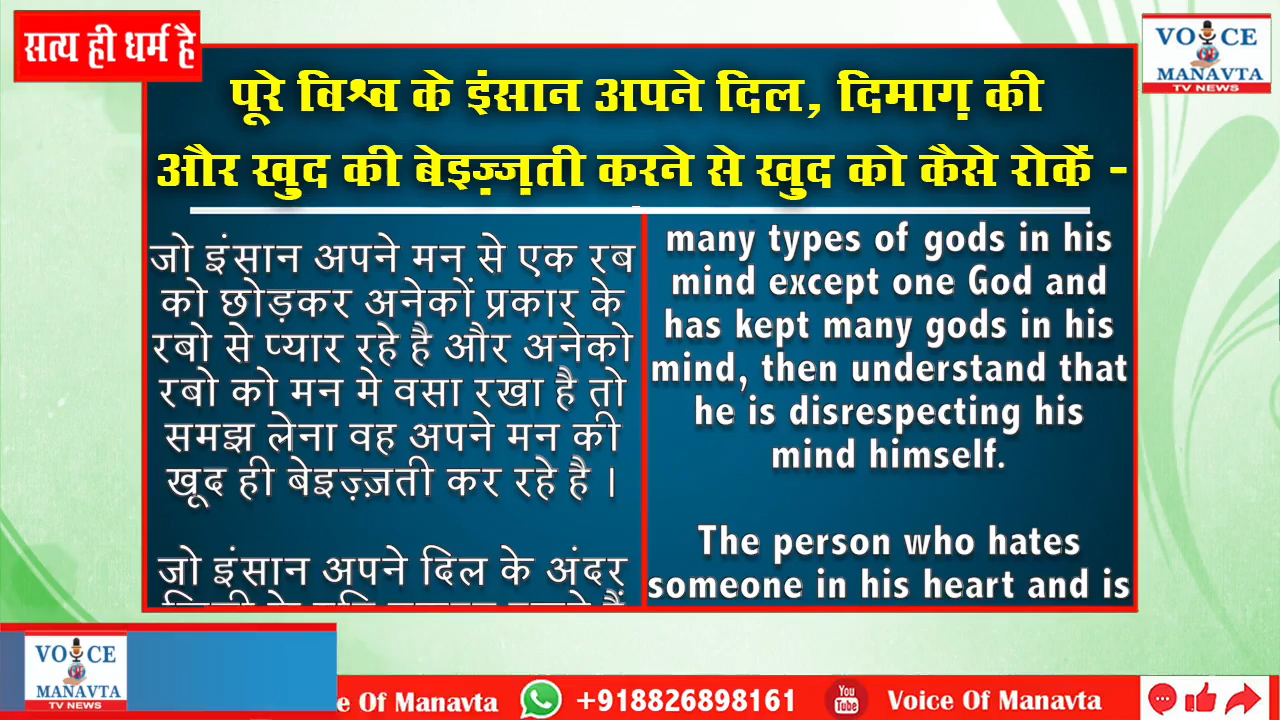 सत्य ही धर्म है
VOICE
MANAVTA
TV NEWS
पूरे विश्व के इंसान अपने दिल, दिमाग़ की
और खुद की बेइज़्ज़ती करने से खुद को कैसे रोकें -
जो इंसान अपने मन से एक रब
को छोड़कर अनेकों प्रकार के
रबो से प्यार रहे है और अनेको
रबो को मन मे वसा रखा है तो
समझ लेना वह अपने मन की
खूद ही बेइज़्ज़ती कर रहे है ।
जो इंसान अपने दिल के अंदर
many types of gods in his
mind except one God and
has kept many gods in his
mind, then understand that
he is disrespecting his
mind himself.
The person who hates
someone in his heart and is
VOICE
MANAVTA
TV NEWS
e Of Manavta
+918826898161
You
Tube
Voice Of Manavta